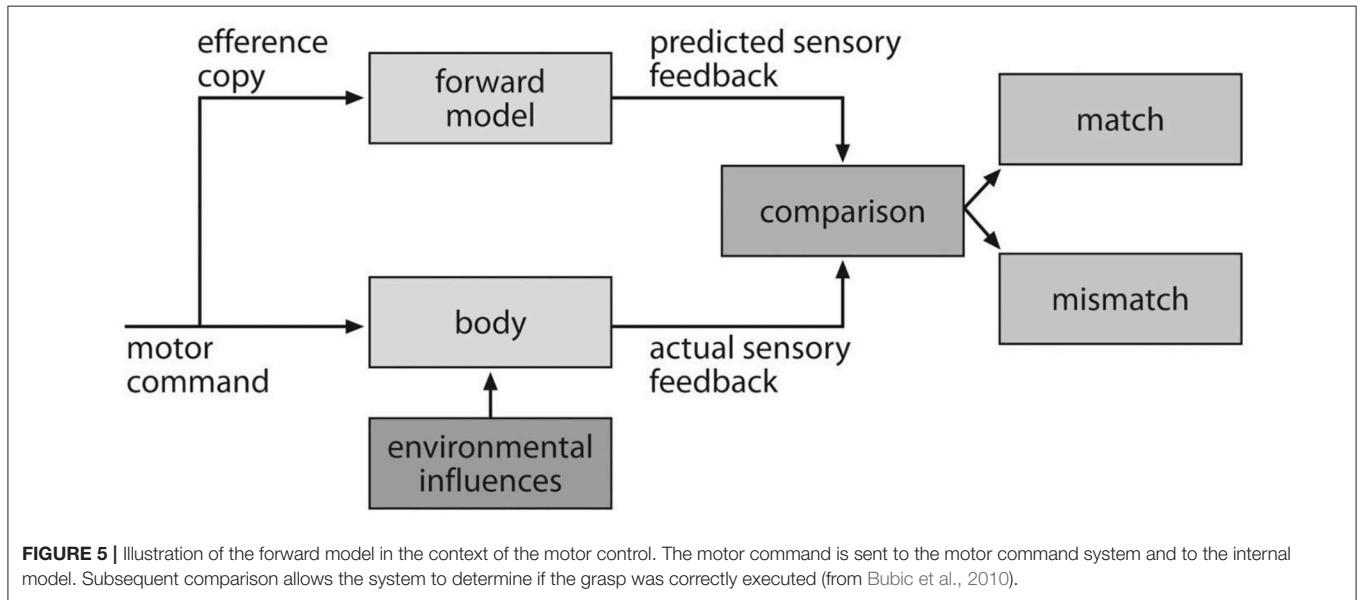 efference
copy
forward
model
predicted sensory
feedback
match
comparison
mismatch
motor
command
body
actual sensory
feedback
environmental
influences
FIGURE 5 | Illustration of the forward model in the context of the motor control. The motor command is sent to the motor command system and to the internal
model. Subsequent comparison allows the system to determine if the grasp was correctly executed (from Bubic et al., 2010).